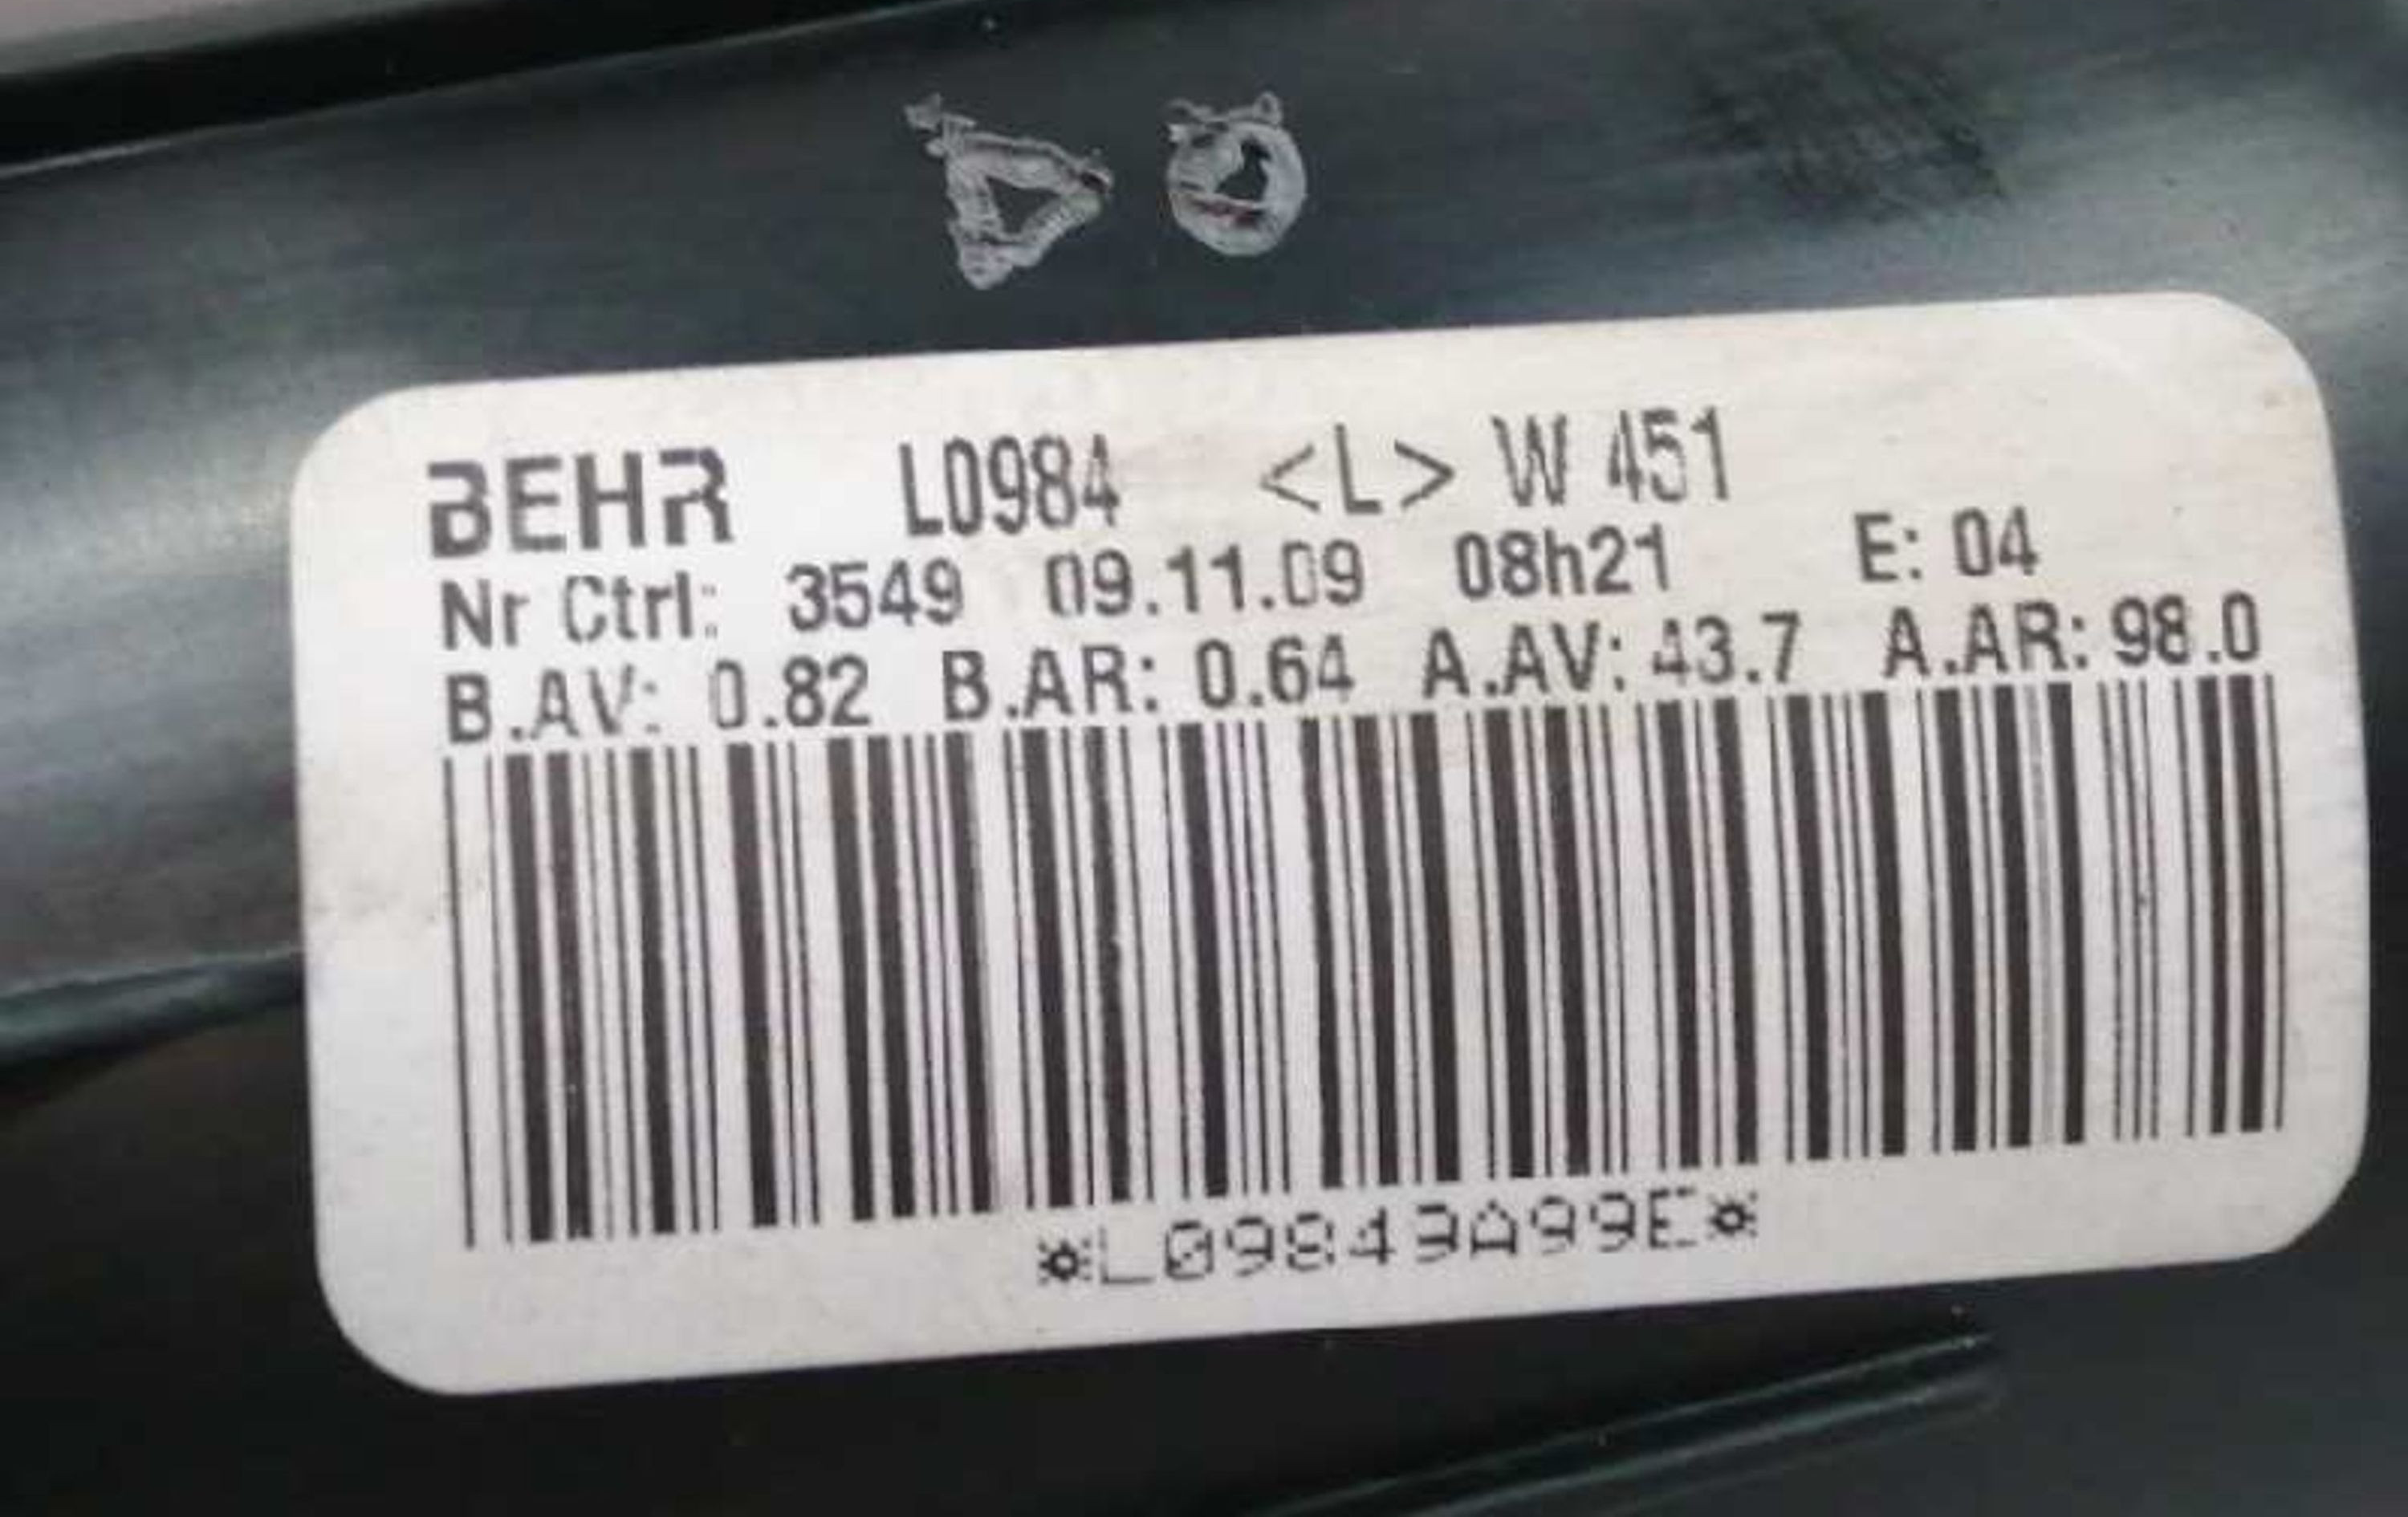 BEHR L0984 <L> W 451
Nr Ctrl: 3549 09.11.09 08h21 E: 04
B.AV: 0.82 B.AR: 0.64 A.AV: 43.7 A.AR: 98.0
*L09849A99E*